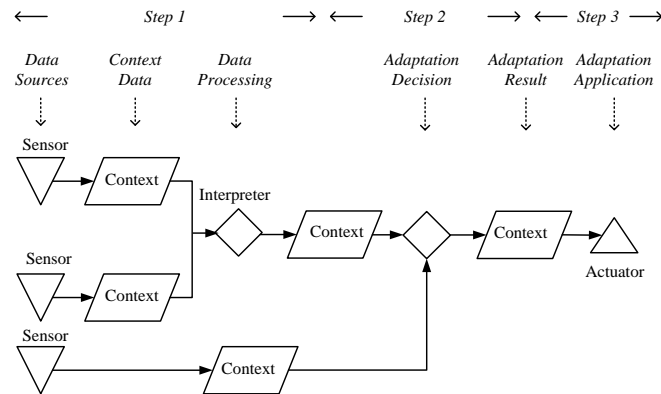 Step 1
Step 2
Step 3
Data
Sources
Context
Data
Data
Processing
Adaptation
Decision
Adaptation
Result
Adaptation
Application
Sensor
Context
Interpreter
Context
Context
Sensor
Context
Actuator
Sensor
Context